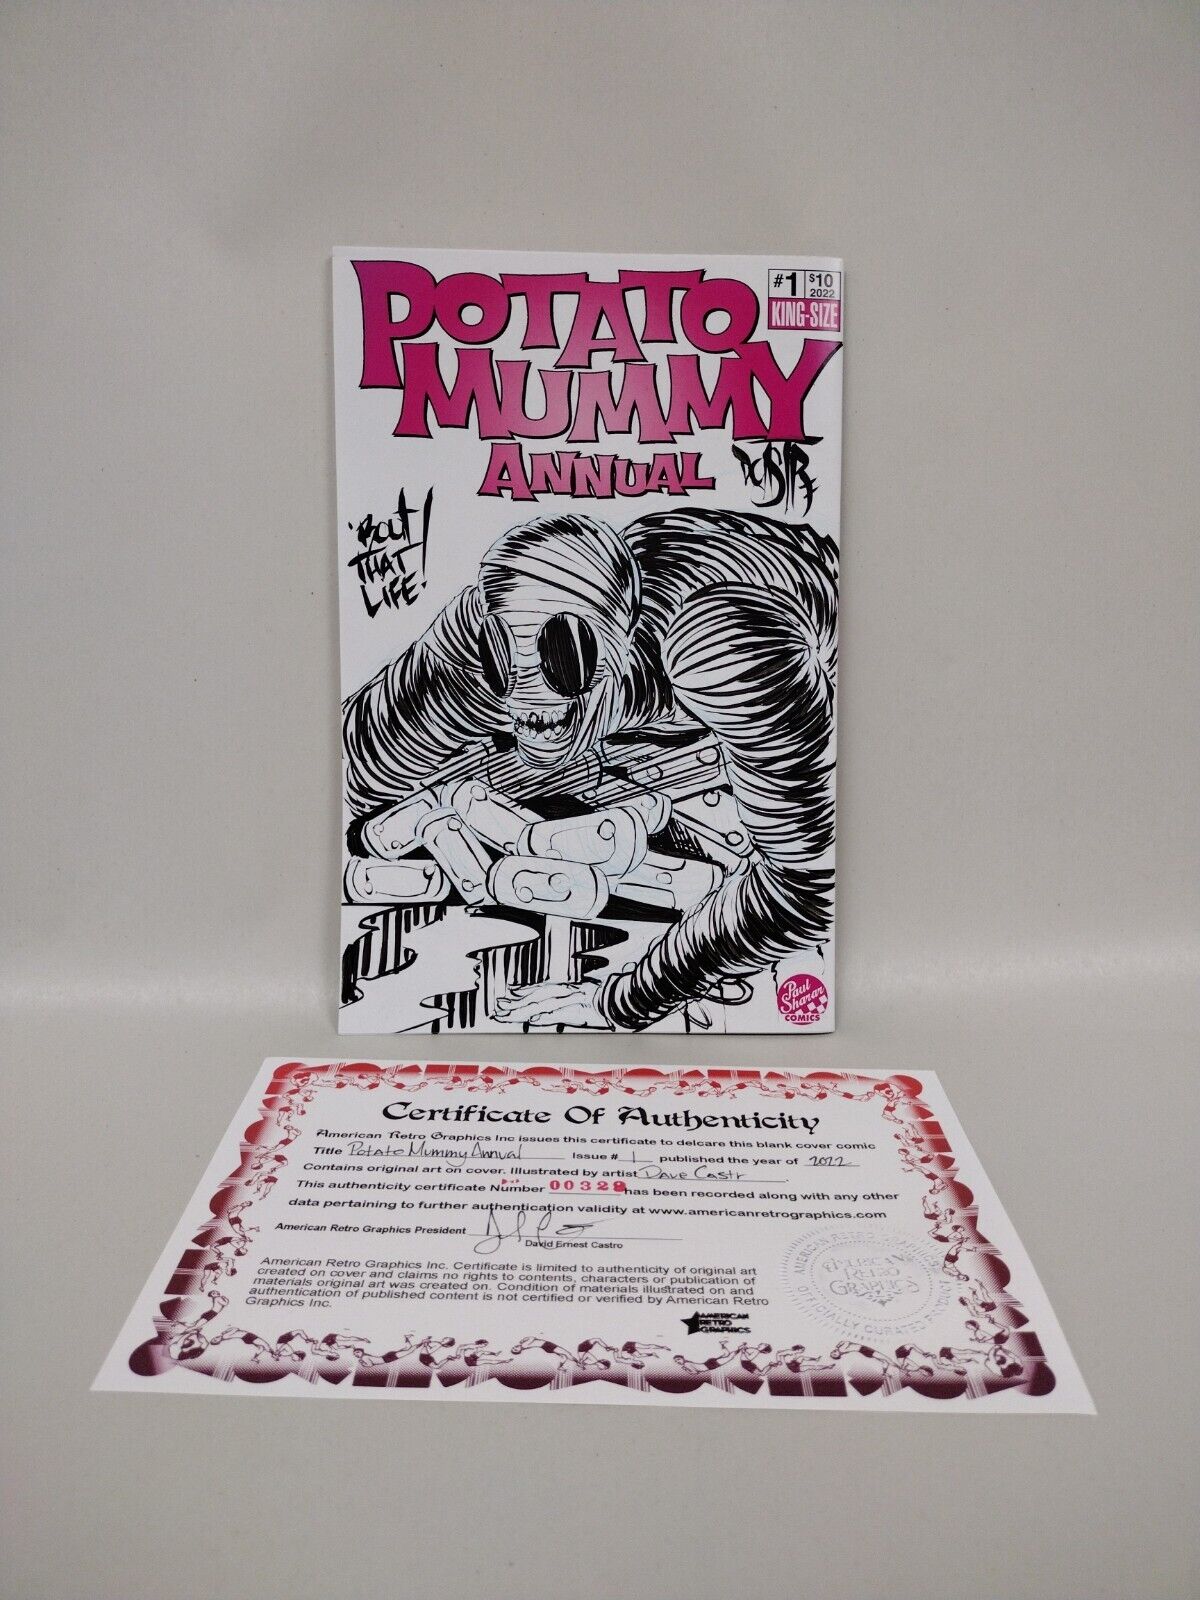 POTATO
MUMMY
ANNUAL
#1
$10
2022
KING-SIZE
'BOUT
THAT
LIFE!
Paul
Sharar
COMICS
Certificate Of Authenticity
American Retro Graphics Inc issues this certificate to delcare this blank cover comic
Title Potato Mummy Annual Issue # 1 published the year of 2022
Contains original art on cover. Illustrated by artist Dave Castr.
This authenticity certificate Number 00328 has been recorded along with any other
data pertaining to further authentication validity at www.americanretrographics.com
American Retro Graphics President
David Ernest Castro
American Retro Graphics Inc. Certificate is limited to authenticity of original art
created on cover and claims no rights to contents, characters or publication of
materials original art was created on. Condition of materials illustrated on and
authentication of published content is not certified or verified by American Retro
Graphics Inc.
AMERICAN
RETRO
GRAPHICS